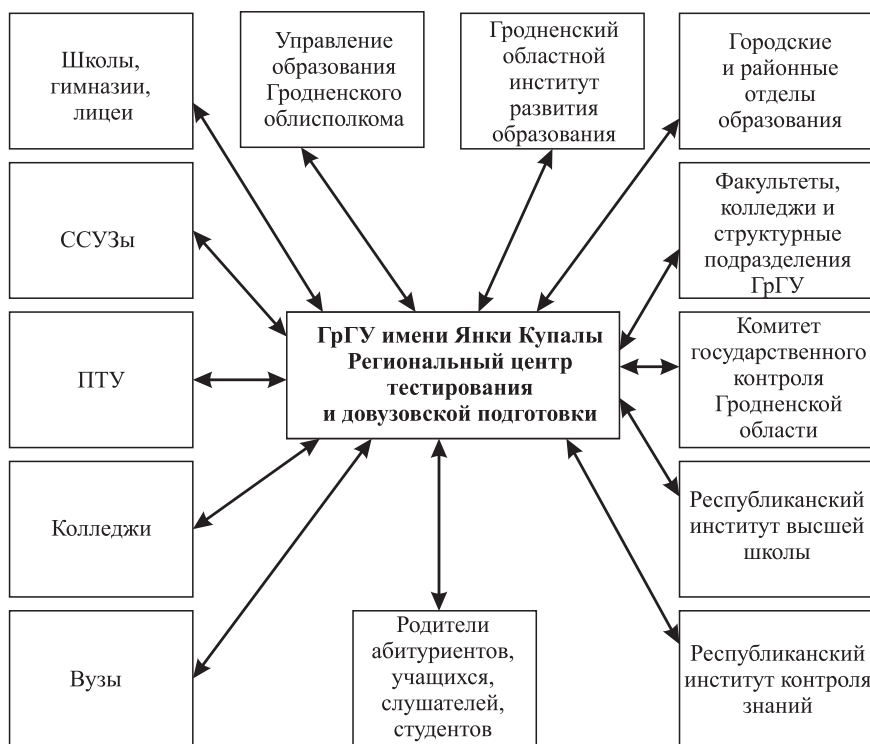 Школы,
гимназии,
лицеи
Управление
образования
Гродненского
облисполкома
Гродненский
областной
институт
развития
образования
Городские
и районные
отделы
образования
ССУЗы
Факультеты,
колледжи и
структурные
подразделения
ГрГУ
ГрГУ имени Янки Купалы
Региональный центр
тестирования
и довузовской подготовки
ПТУ
Комитет
государственного
контроля
Гродненской
области
Колледжи
Республиканский
институт высшей
школы
Вузы
Родители
абитуриентов,
учащихся,
слушателей,
студентов
Республиканский
институт контроля
знаний